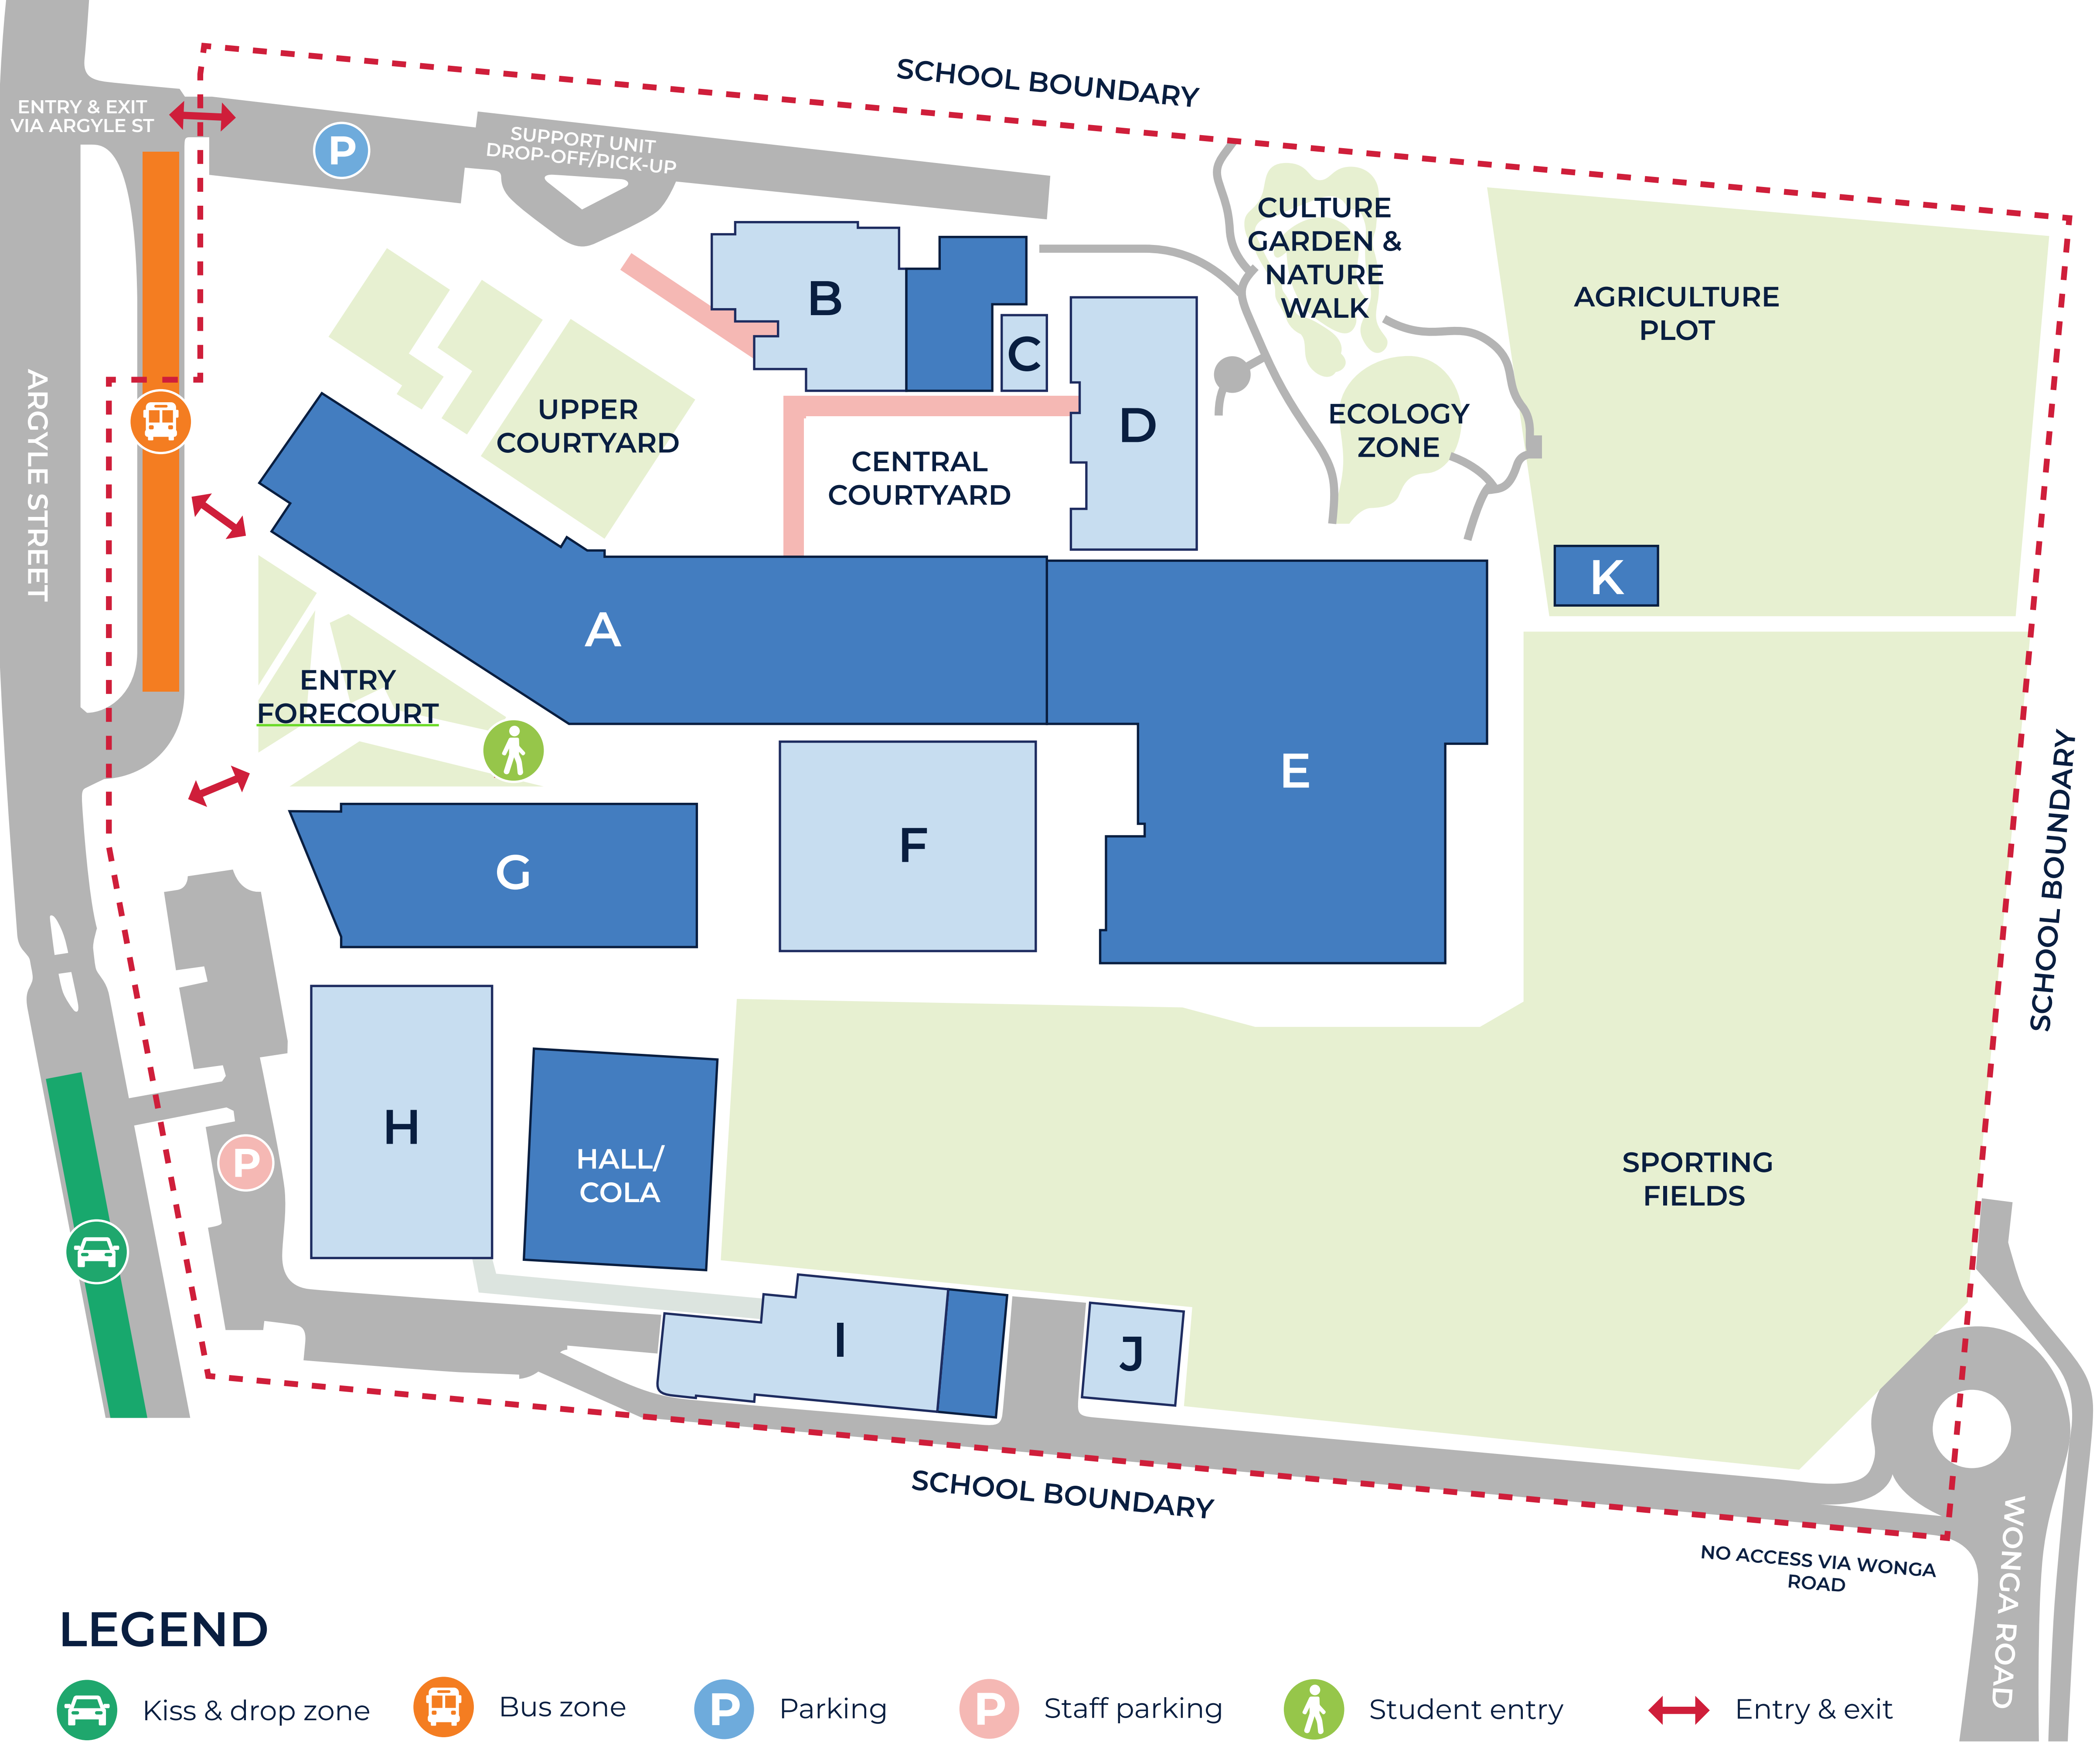 SCHOOL BOUNDARY
ENTRY & EXIT
VIA ARGYLE ST
P
SUPPORT UNIT
DROP-OFF/PICK-UP
CULTURE
GARDEN &
NATURE
WALK
AGRICULTURE
PLOT
B
C
D
ARGYLE STREET
UPPER
COURTYARD
CENTRAL
COURTYARD
ECOLOGY
ZONE
K
A
ENTRY
FORECOURT
E
F
G
SCHOOL BOUNDARY
H
HALL/
COLA
P
SPORTING
FIELDS
I
J
SCHOOL BOUNDARY
NO ACCESS VIA WONGA
ROAD
WONGA ROAD
LEGEND
Kiss & drop zone
Bus zone
P Parking
P Staff parking
Student entry
Entry & exit